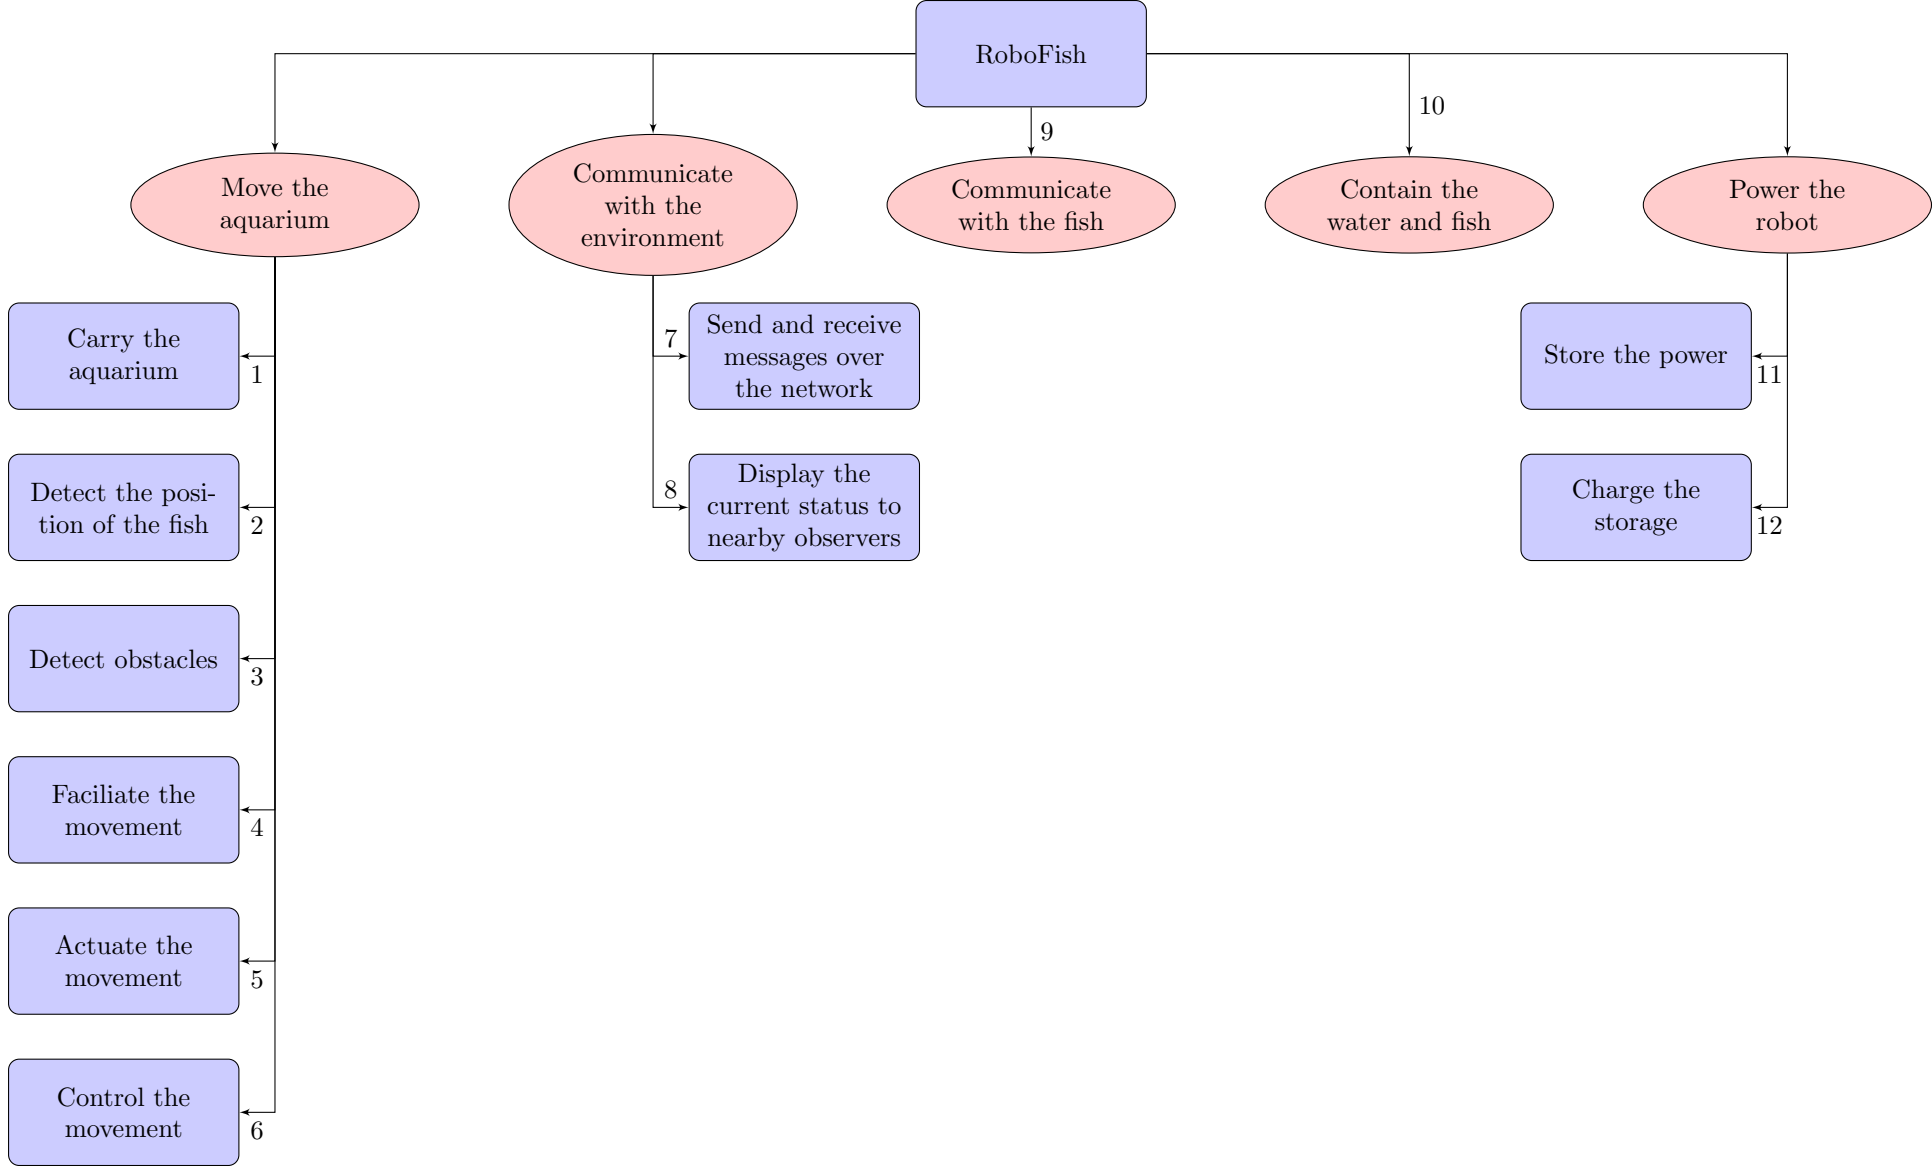 RoboFish
10
9
Move the
aquarium
Communicate
with the
environment
Communicate
with the fish
Contain the
water and fish
Power the
robot
Carry the
aquarium
1
7
Send and receive
messages over
the network
Store the power
11
Detect the posi-
tion of the fish
2
8
Display the
current status to
nearby observers
Charge the
storage
12
Detect obstacles
3
Faciliate the
movement
4
Actuate the
movement
5
Control the
movement
6